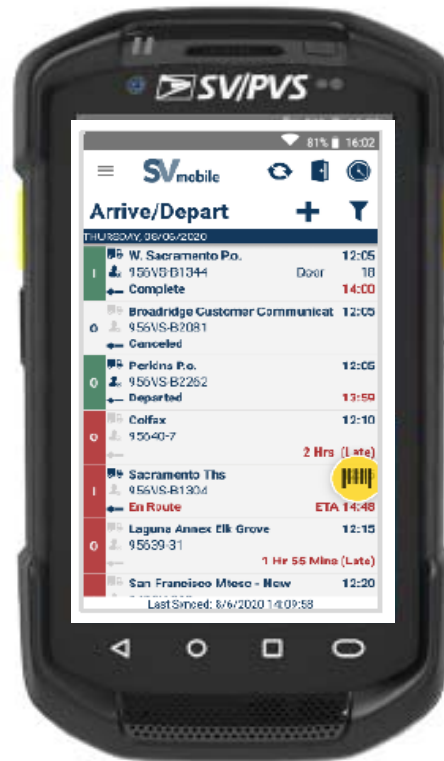 SV/PVS
81% 16:02
SVmobile
Arrive/Depart
THURSDAY, 08/06/2020
I W. Sacramento P.o. 12:05
956VS-B1344 Door 18
Complete 14:00
Broadridge Customer Communicat 12:05
O 956VS-B2081
Canceled
Perkins P.o. 12:05
O 956VS-B2262
Departed 13:59
Colfax 12:10
O 95640-7
2 Hrs (Late)
Sacramento Ths
I 956VS-B1304
En Route ETA 14:48
Laguna Annex Elk Grove 12:15
O 95639-31
1 Hr 55 Mins (Late)
San Francisco Mtesc - New 12:20
Last Synced: 8/6/2020 14:09:58